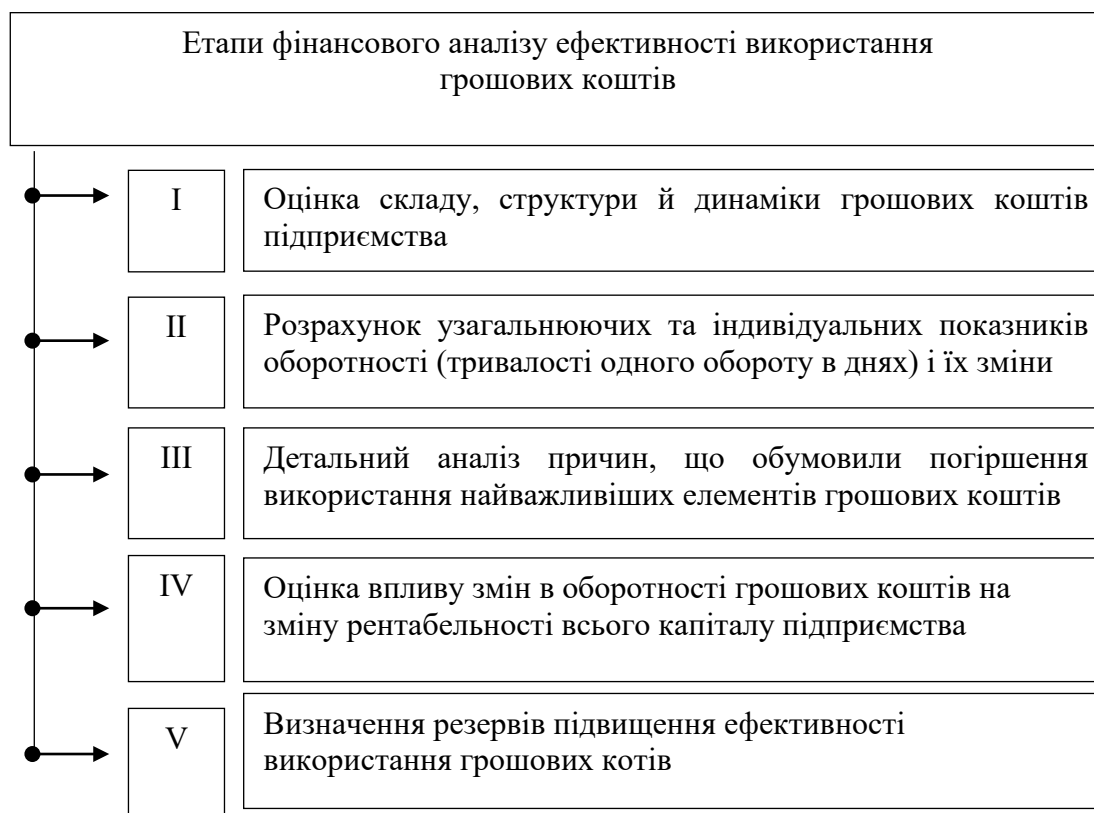 Етапи фінансового аналізу ефективності використання
грошових коштів
I
Оцінка складу, структури й динаміки грошових коштів
підприємства
II
Розрахунок узагальнюючих та індивідуальних показників
оборотності (тривалості одного обороту в днях) і їх зміни
III
Детальний аналіз причин, що обумовили погіршення
використання найважливіших елементів грошових коштів
IV
Оцінка впливу змін в оборотності грошових коштів на
зміну рентабельності всього капіталу підприємства
V
Визначення резервів підвищення ефективності
використання грошових котів